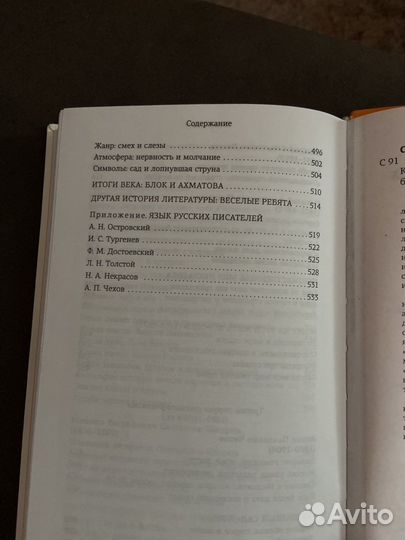 Содержание
Жанр: смех и слезы 496
Атмосфера: нервность и молчание 502
Символы: сад и лопнувшая струна 504
ИТОГИ ВЕКА: БЛОК И АХМАТОВА 510
ДРУГАЯ ИСТОРИЯ ЛИТЕРАТУРЫ: ВЕСЕЛЫЕ РЕБЯТА 514
Приложение. ЯЗЫК РУССКИХ ПИСАТЕЛЕЙ
А. Н. Островский 519
И. С. Тургенев 522
Ф. М. Достоевский 525
Л. Н. Толстой 528
Н. А. Некрасов 531
А. П. Чехов 533
С 91
Avito